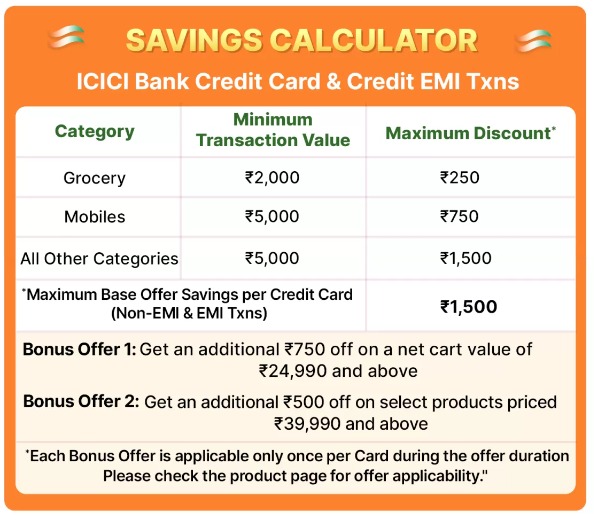 SAVINGS CALCULATOR
ICICI Bank Credit Card & Credit EMI Txns
Category
Minimum
Transaction Value
Maximum Discount*
Grocery
₹2,000
₹250
Mobiles
₹5,000
₹750
All Other Categories
₹5,000
₹1,500
*Maximum Base Offer Savings per Credit Card
(Non-EMI & EMI Txns)
₹1,500
Bonus Offer 1: Get an additional ₹750 off on a net cart value of
₹24,990 and above
Bonus Offer 2: Get an additional ₹500 off on select products priced
₹39,990 and above
*Each Bonus Offer is applicable only once per Card during the offer duration
Please check the product page for offer applicability."